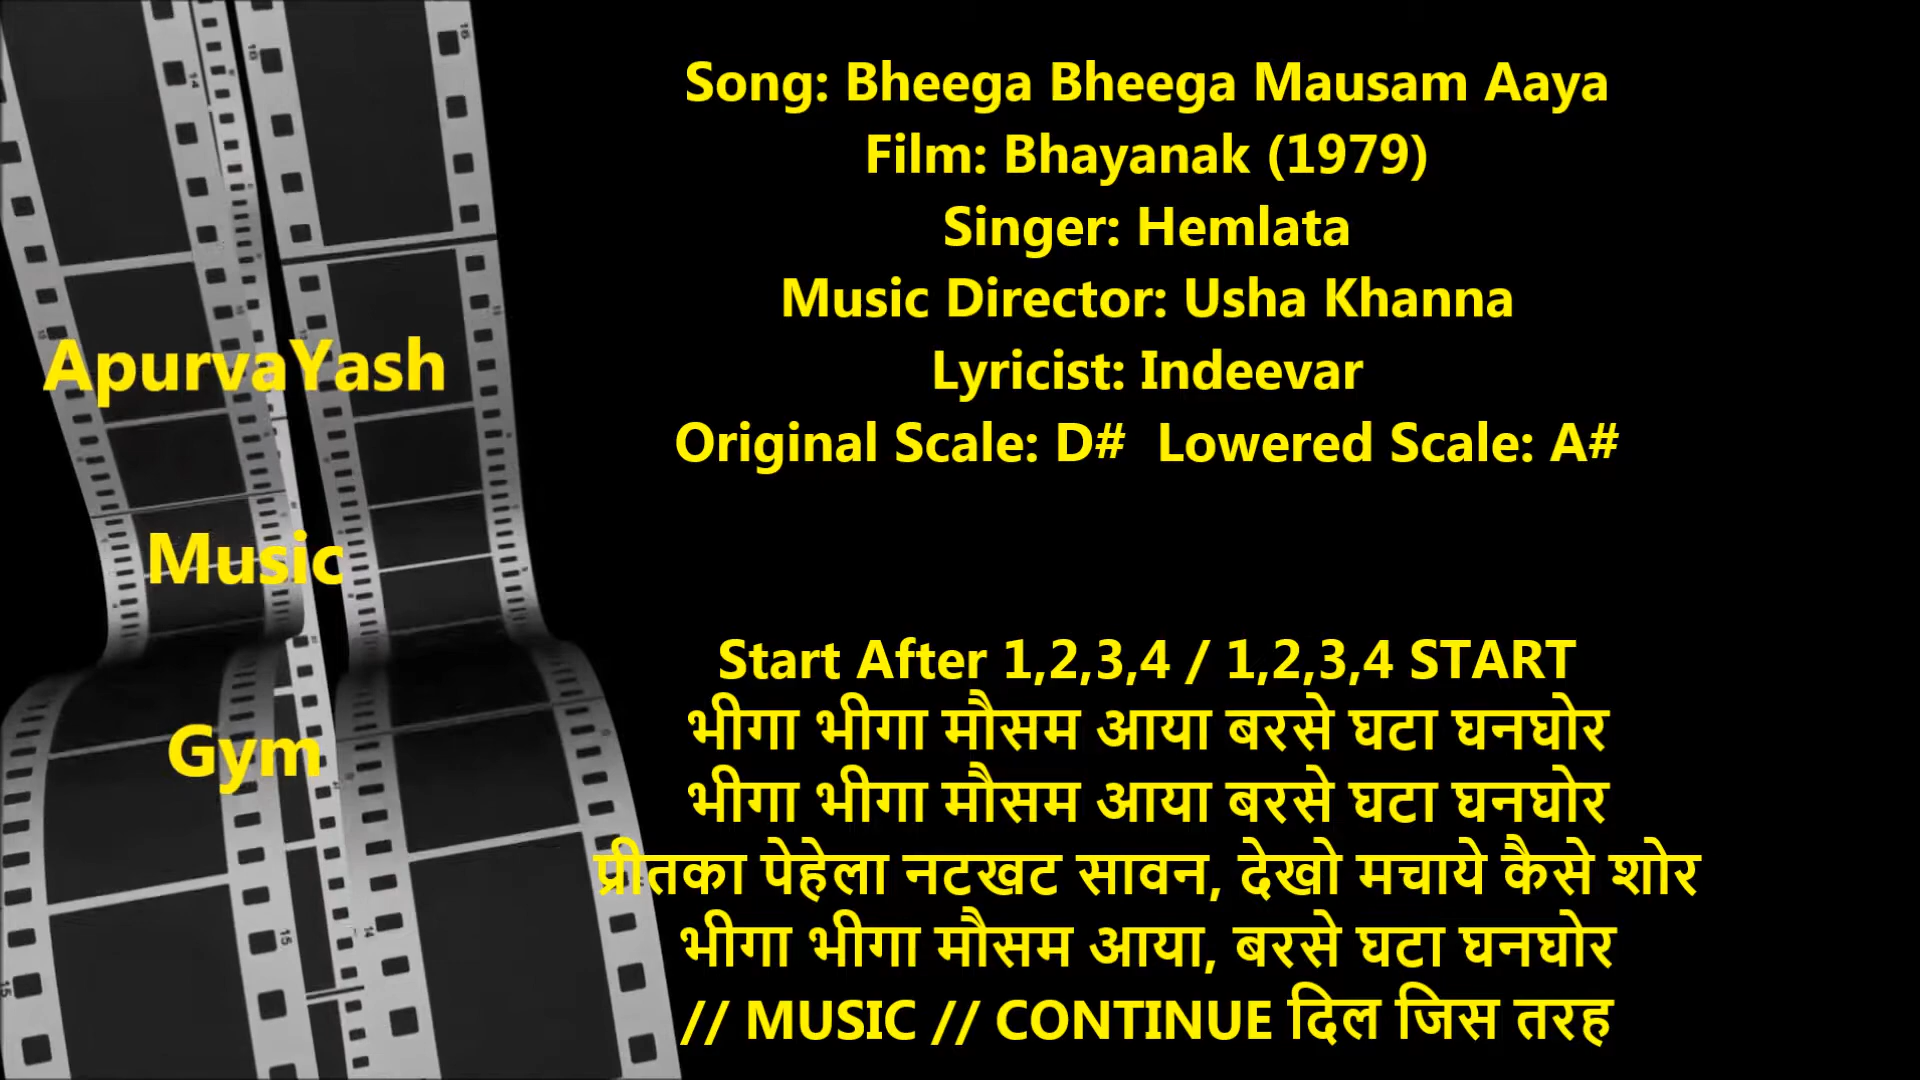 Song: Bheega Bheega Mausam Aaya
Film: Bhayanak (1979)
Singer: Hemlata
Music Director: Usha Khanna
Lyricist: Indeevar
Original Scale: D#  Lowered Scale: A#
ApurvaYash
Music
Gym
Start After 1,2,3,4 / 1,2,3,4 START
भीगा भीगा मौसम आया बरसे घटा घनघोर
भीगा भीगा मौसम आया बरसे घटा घनघोर
प्रीतका पेहेला नटखट सावन, देखो मचाये कैसे शोर
भीगा भीगा मौसम आया, बरसे घटा घनघोर
// MUSIC // CONTINUE दिल जिस तरह